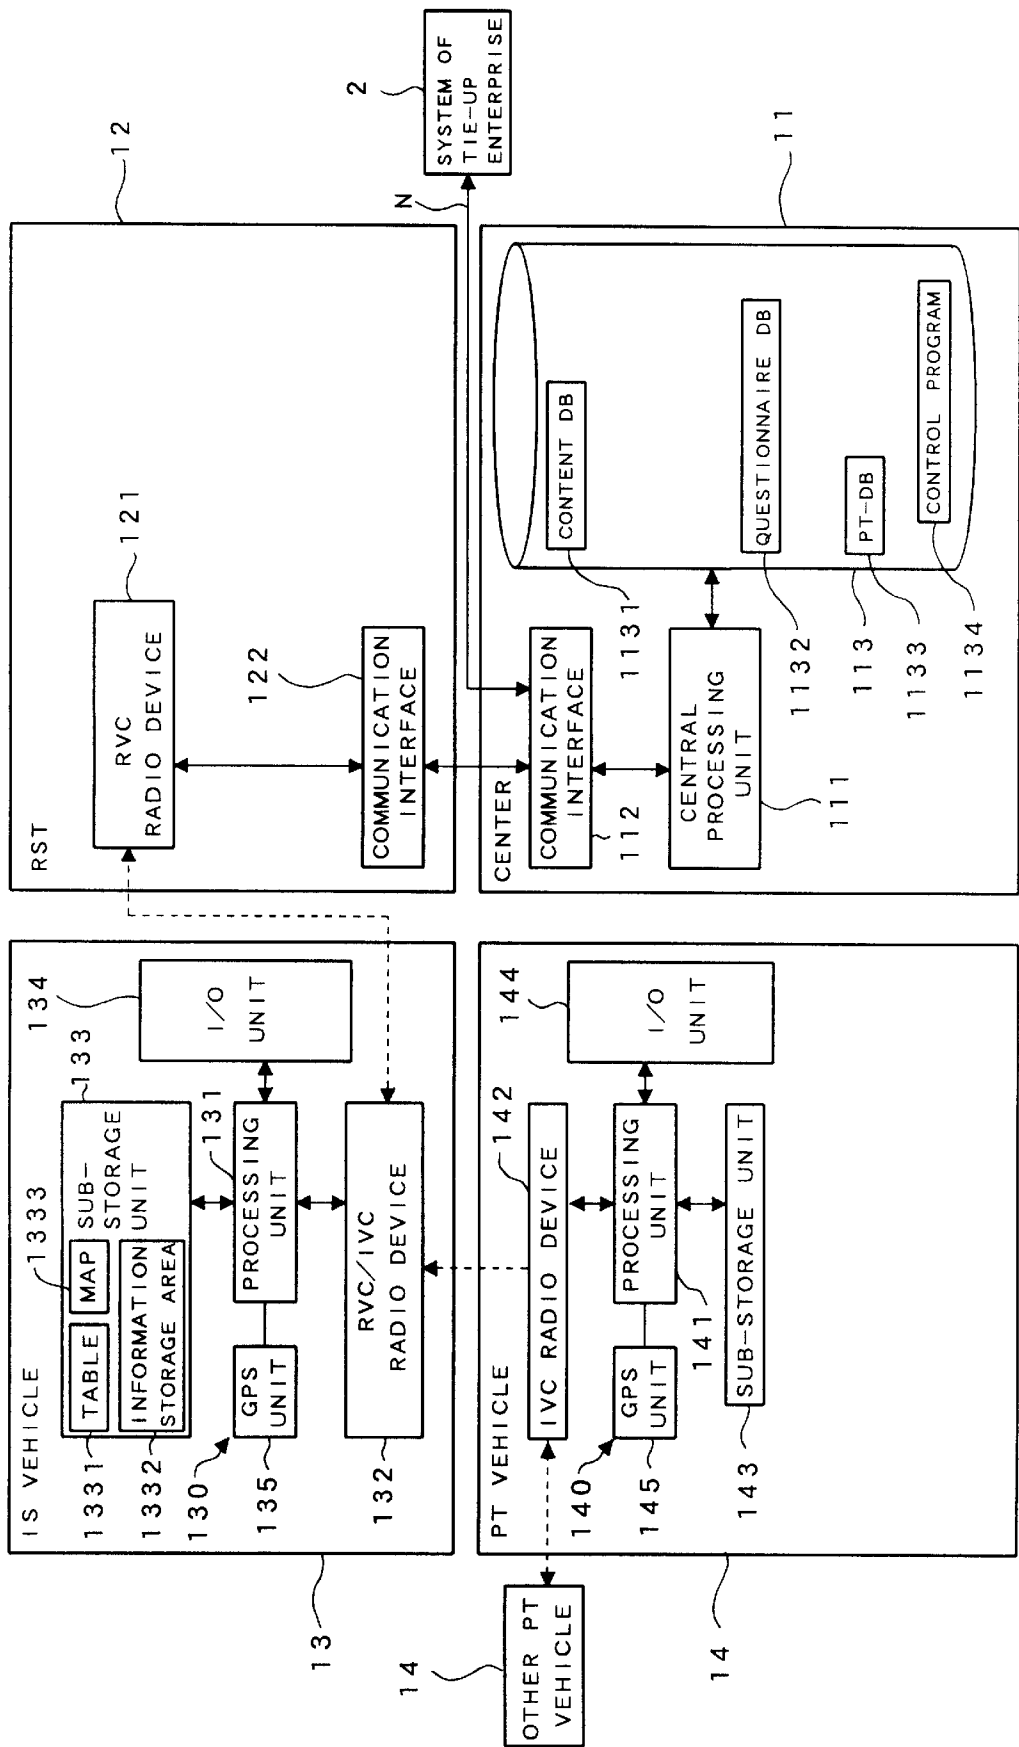 IS VEHICLE
1331
1332
1333
133
134
TABLE
MAP
SUB-
STORAGE
UNIT
INFORMATION
STORAGE AREA
130
135
GPS
UNIT
131
PROCESSING
UNIT
I/O
UNIT
132
RVC/IVC
RADIO DEVICE
13
RST
12
121
RVC
RADIO DEVICE
122
COMMUNICATION
INTERFACE
N
2
SYSTEM OF
TIE-UP
ENTERPRISE
14
OTHER PT
VEHICLE
PT VEHICLE
142
144
IVC RADIO DEVICE
140
145
GPS
UNIT
PROCESSING
UNIT
141
I/O
UNIT
143
SUB-STORAGE UNIT
14
CENTER
11
COMMUNICATION
INTERFACE
112
CENTRAL
PROCESSING
UNIT
111
CONTENT DB
1131
QUESTIONNAIRE DB
1132
113
PT-DB
1133
CONTROL PROGRAM
1134